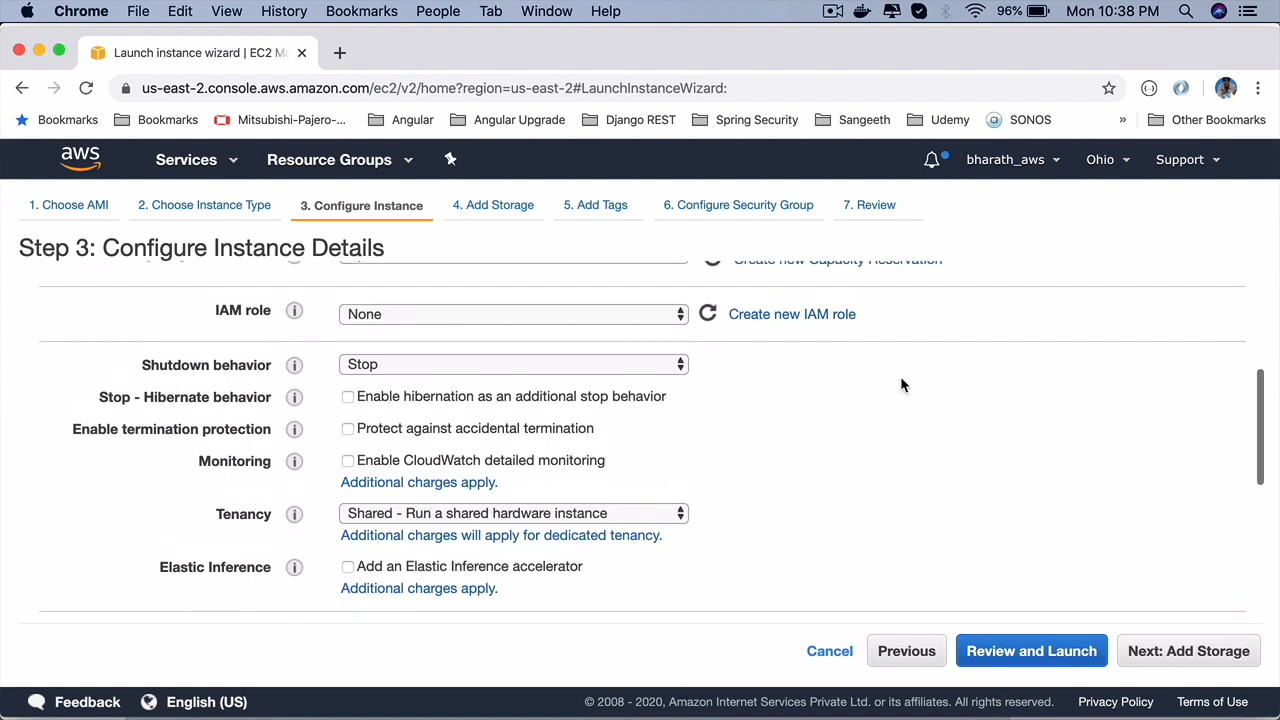 Chrome File Edit View History Bookmarks People Tab Window Help 96% Mon 10:38 PM
Launch instance wizard | EC2 Ma
us-east-2.console.aws.amazon.com/ec2/v2/home?region=us-east-2#LaunchInstanceWizard:
Bookmarks Bookmarks Mitsubishi-Pajero-... Angular Angular Upgrade Django REST Spring Security Sangeeth Udemy SONOS » Other Bookmarks
aws Services Resource Groups bharath_aws Ohio Support
1. Choose AMI 2. Choose Instance Type 3. Configure Instance 4. Add Storage 5. Add Tags 6. Configure Security Group 7. Review
Step 3: Configure Instance Details
Create new Capacity Reservation
IAM role i None Create new IAM role
Shutdown behavior i Stop
Stop - Hibernate behavior i Enable hibernation as an additional stop behavior
Enable termination protection i Protect against accidental termination
Monitoring i Enable CloudWatch detailed monitoring
Additional charges apply.
Tenancy i Shared - Run a shared hardware instance
Additional charges will apply for dedicated tenancy.
Elastic Inference i Add an Elastic Inference accelerator
Additional charges apply.
Cancel Previous Review and Launch Next: Add Storage
Feedback English (US) © 2008 - 2020, Amazon Internet Services Private Ltd. or its affiliates. All rights reserved. Privacy Policy Terms of Use